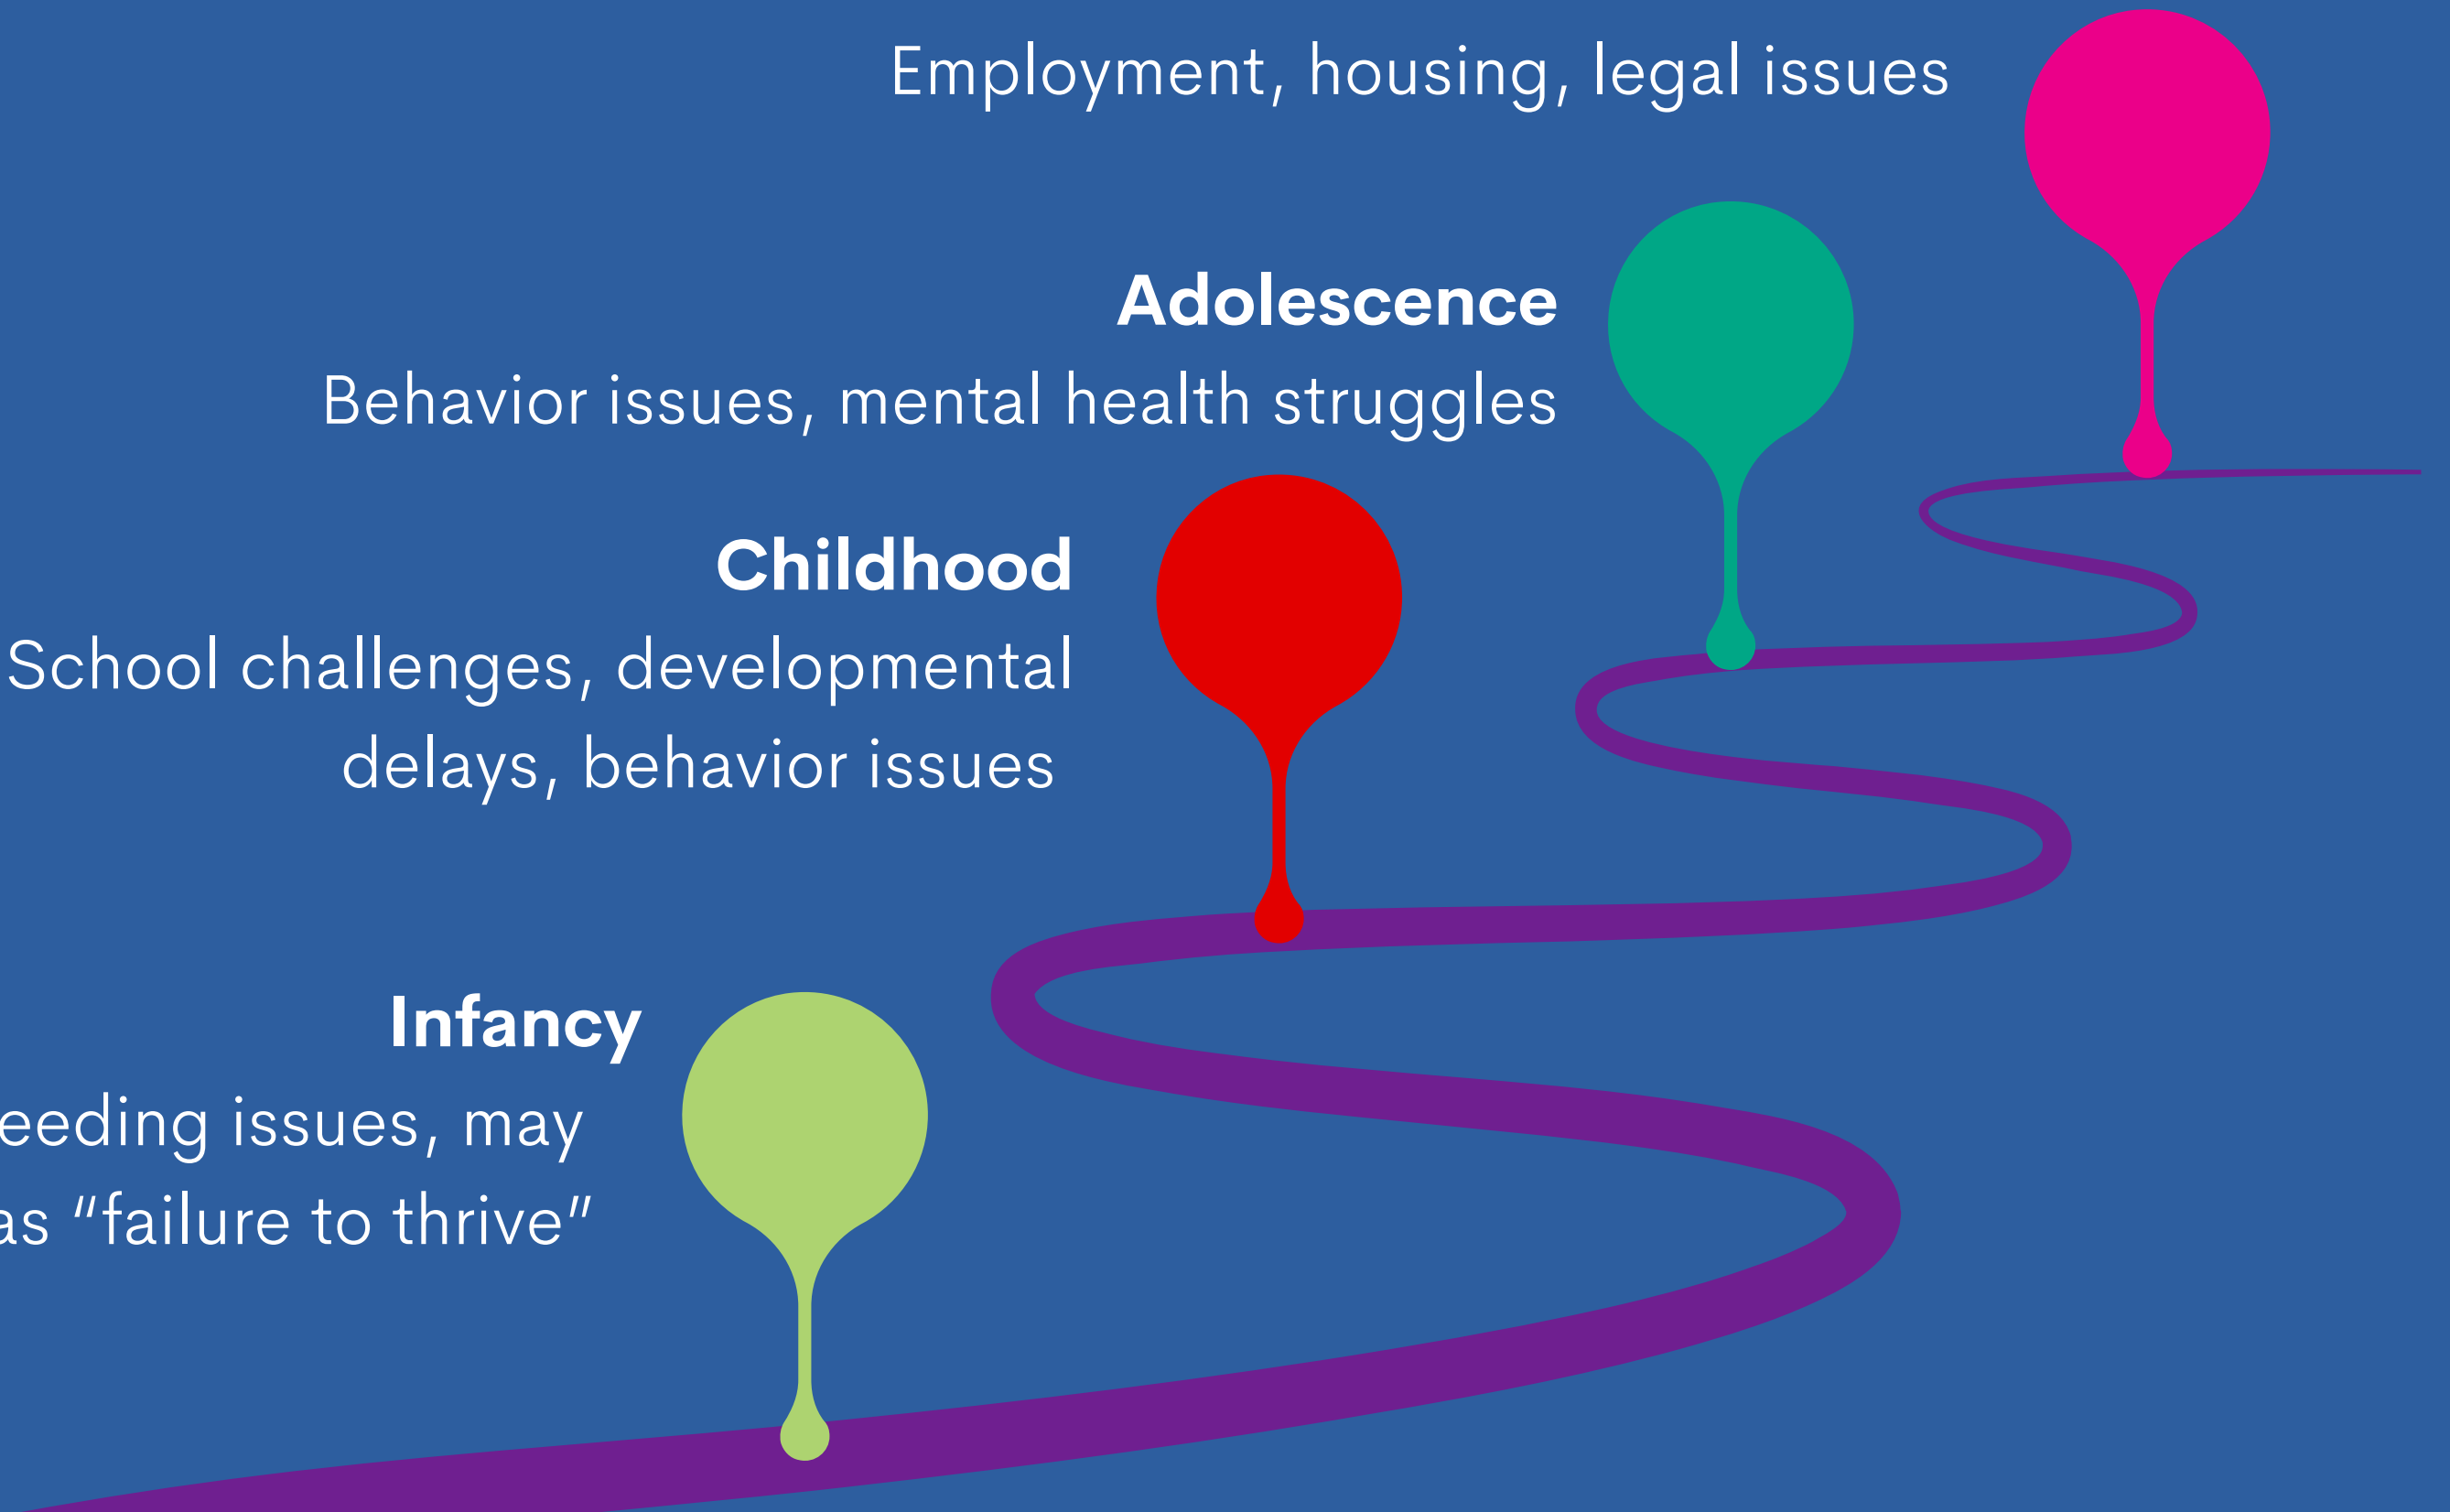 Employment, housing, legal issues
Adolescence
Behavior issues, mental health struggles
Childhood
School challenges, developmental
delays, behavior issues
Infancy
issues, may
as “failure to thrive”